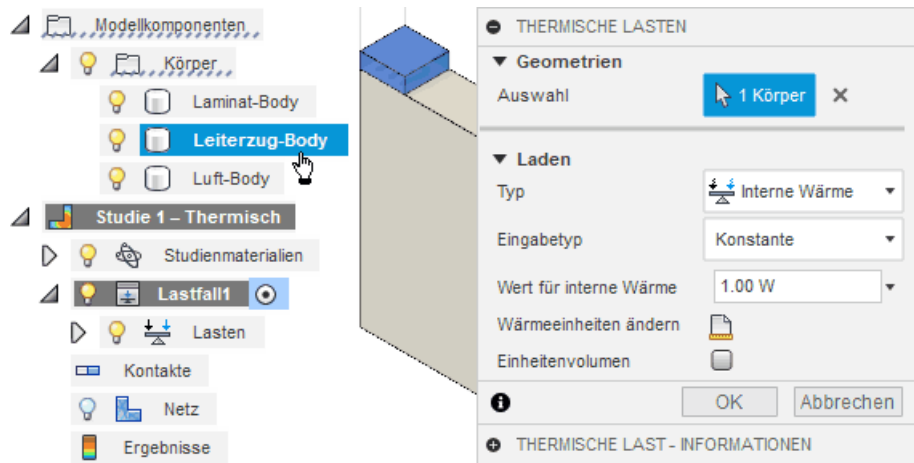 Modellkomponenten
Körper
Laminat-Body
Leiterzug-Body
Luft-Body
Studie 1 – Thermisch
Studienmaterialien
Lastfall1
Lasten
Kontakte
Netz
Ergebnisse
THERMISCHE LASTEN
Geometrien
Auswahl 1 Körper
Laden
Typ Interne Wärme
Eingabetyp Konstante
Wert für interne Wärme 1.00 W
Wärmeeinheiten ändern
Einheitenvolumen
OK Abbrechen
THERMISCHE LAST - INFORMATIONEN